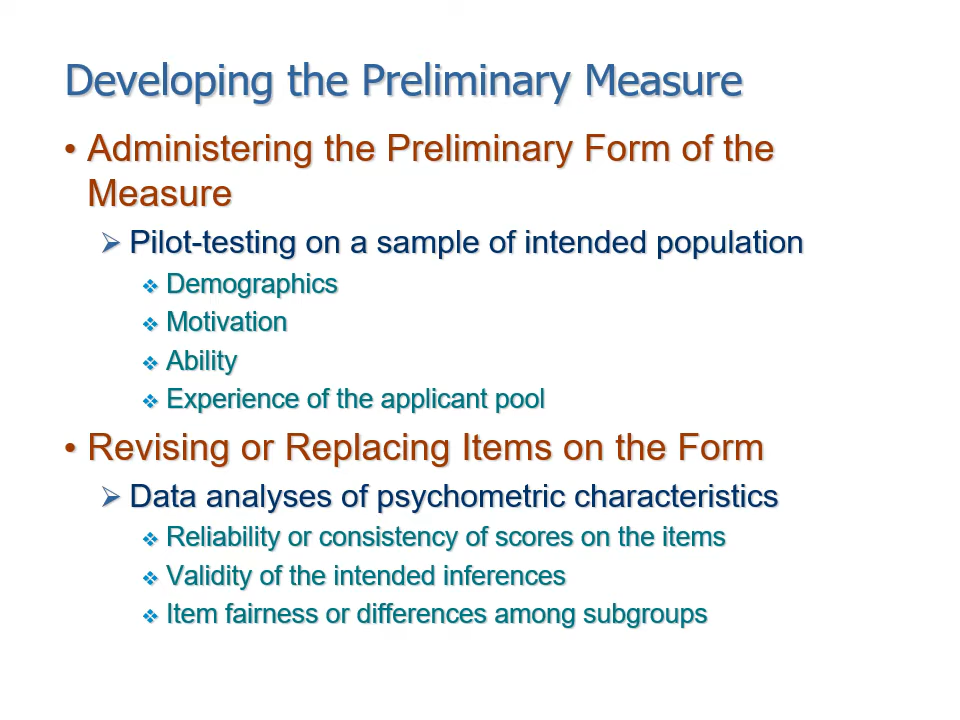 Developing the Preliminary Measure
• Administering the Preliminary Form of the
Measure
➢ Pilot-testing on a sample of intended population
❖ Demographics
❖ Motivation
❖ Ability
❖ Experience of the applicant pool
• Revising or Replacing Items on the Form
➢ Data analyses of psychometric characteristics
❖ Reliability or consistency of scores on the items
❖ Validity of the intended inferences
❖ Item fairness or differences among subgroups